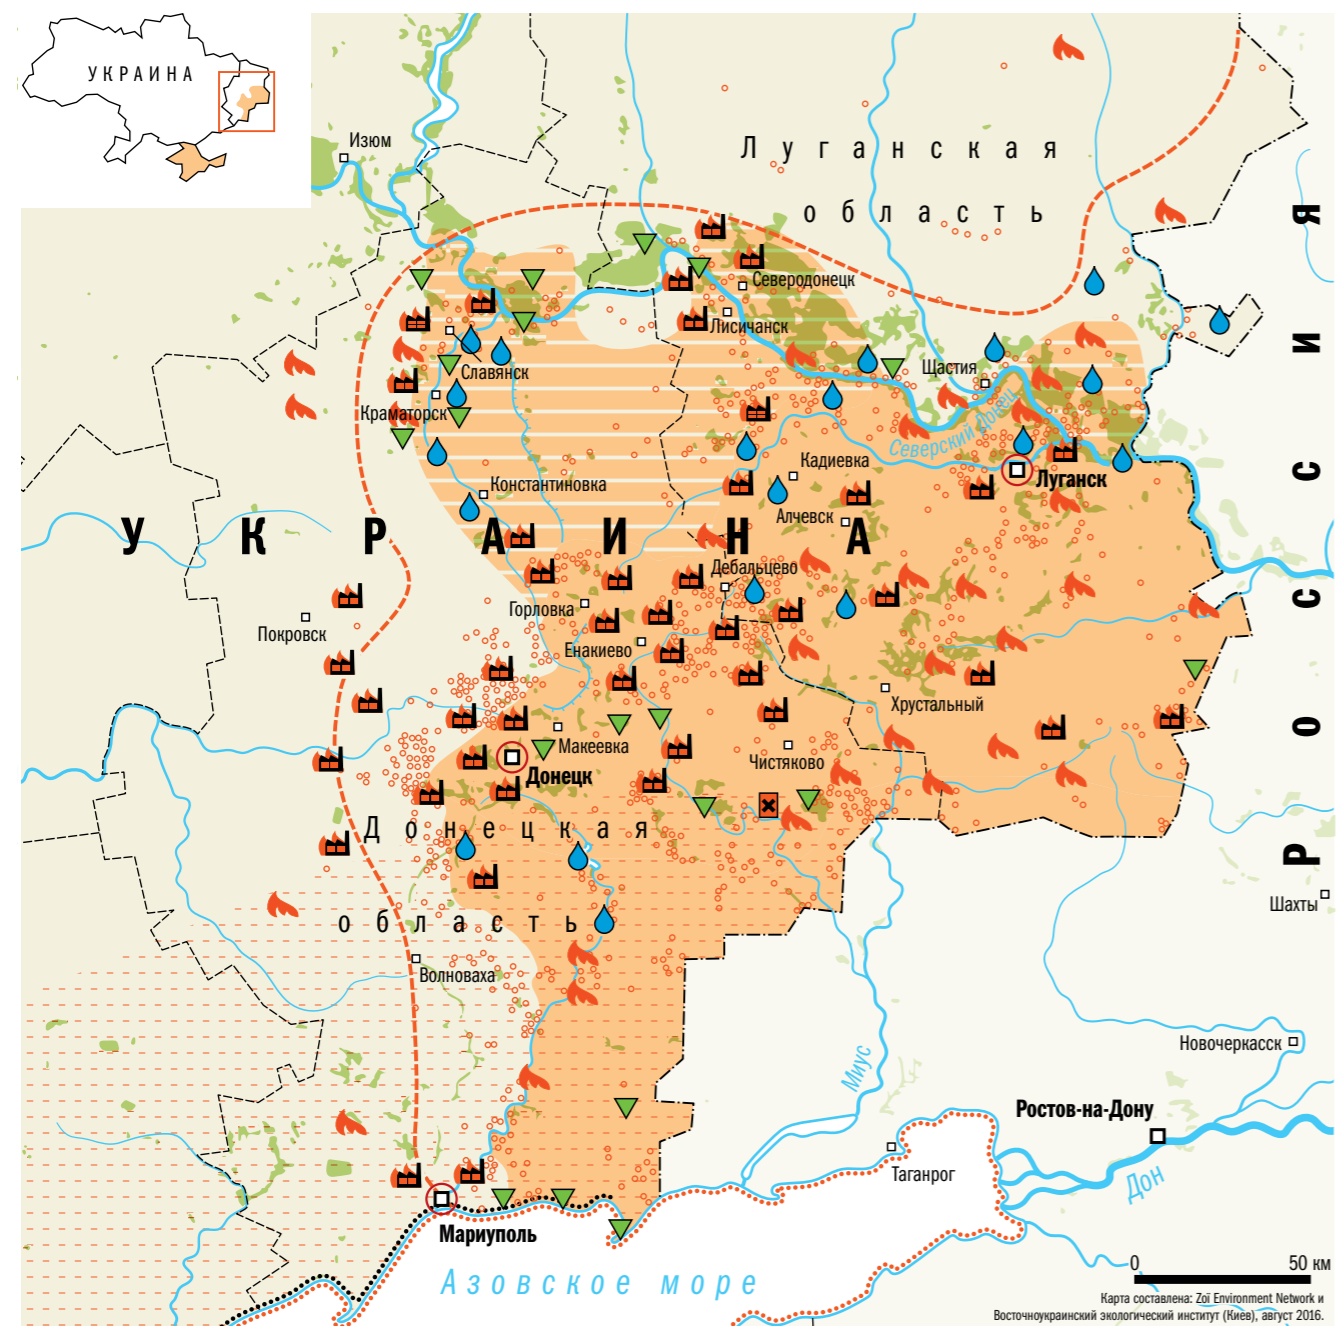 УКРАИНА
Изюм
Луганская
область
Северодонецк
Лисичанск
Славянск
Щастия
Краматорск
Северский Донец
Кадиевка
Луганск
Константиновка
Алчевск
УКРАИНА
РОССИЯ
Дебальцево
Горловка
Покровск
Енакиево
Хрустальный
Макеевка
Чистяково
Донецк
Донецкая
область
Шахты
Волноваха
Новочеркасск
Миус
Ростов-на-Дону
Таганрог
Дон
Мариуполь
Азовское море
0 50 км
Карта составлена: Zoï Environment Network и
Восточноукраинский экологический институт (Киев), август 2016.